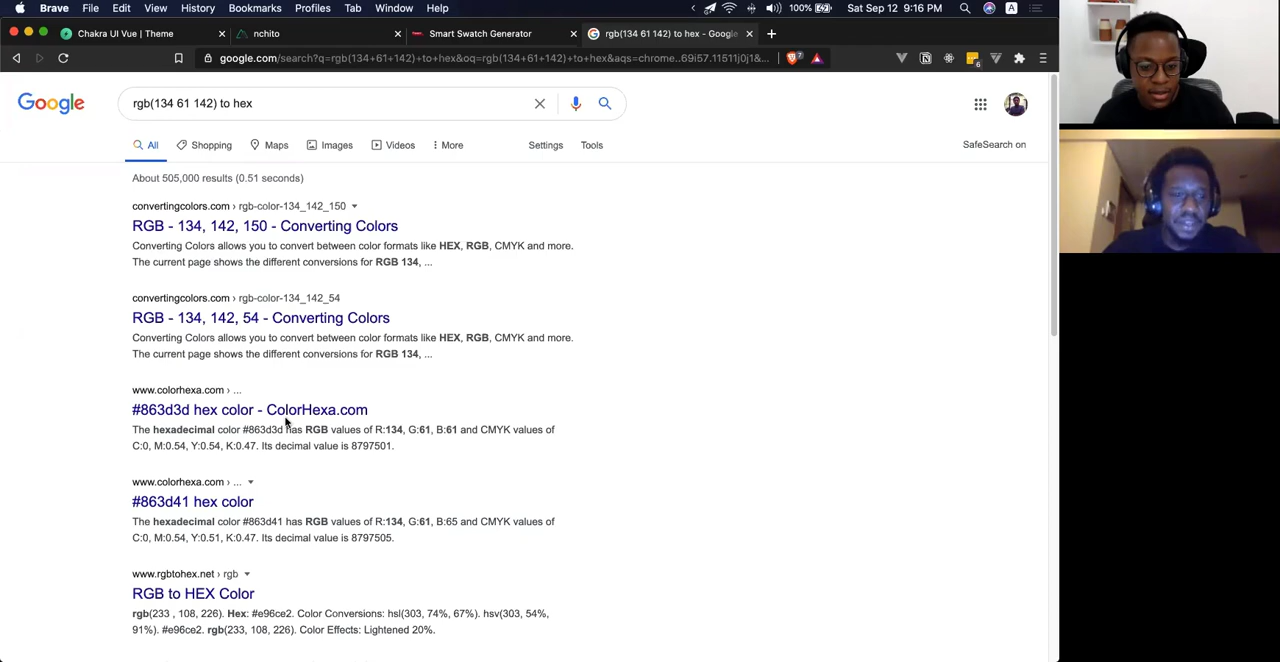 Brave File Edit View History Bookmarks Profiles Tab Window Help 100% Sat Sep 12 9:16 PM A
Chakra UI Vue | Theme nchito Smart Swatch Generator rgb(134 61 142) to hex - Google
google.com/search?q=rgb(134+61+142)+to+hex&oq=rgb(134+61+142)+to+hex&aqs=chrome..69i57.11511j0j1&... 7 6
Google
rgb(134 61 142) to hex
All Shopping Maps Images Videos More Settings Tools SafeSearch on
About 505,000 results (0.51 seconds)
convertingcolors.com › rgb-color-134_142_150
RGB - 134, 142, 150 - Converting Colors
Converting Colors allows you to convert between color formats like HEX, RGB, CMYK and more.
The current page shows the different conversions for RGB 134, ...
convertingcolors.com › rgb-color-134_142_54
RGB - 134, 142, 54 - Converting Colors
Converting Colors allows you to convert between color formats like HEX, RGB, CMYK and more.
The current page shows the different conversions for RGB 134, ...
www.colorhexa.com › ...
#863d3d hex color - ColorHexa.com
The hexadecimal color #863d3d has RGB values of R:134, G:61, B:61 and CMYK values of
C:0, M:0.54, Y:0.54, K:0.47. Its decimal value is 8797501.
www.colorhexa.com › ...
#863d41 hex color
The hexadecimal color #863d41 has RGB values of R:134, G:61, B:65 and CMYK values of
C:0, M:0.54, Y:0.51, K:0.47. Its decimal value is 8797505.
www.rgbtohex.net › rgb
RGB to HEX Color
rgb(233 , 108, 226). Hex: #e96ce2. Color Conversions: hsl(303, 74%, 67%). hsv(303, 54%,
91%). #e96ce2. rgb(233, 108, 226). Color Effects: Lightened 20%.